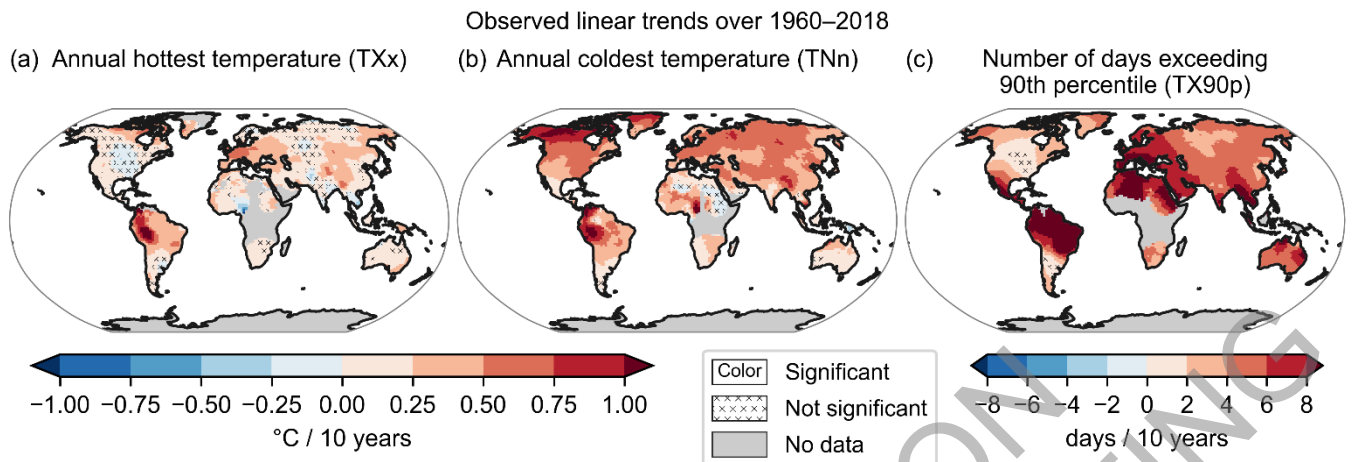 Observed linear trends over 1960–2018
(a) Annual hottest temperature (TXx)
(b) Annual coldest temperature (TNn)
(c) Number of days exceeding
90th percentile (TX90p)
−1.00 −0.75 −0.50 −0.25 0.00 0.25 0.50 0.75 1.00
°C / 10 years
Color Significant
Not significant
No data
−8 −6 −4 −2 0 2 4 6 8
days / 10 years